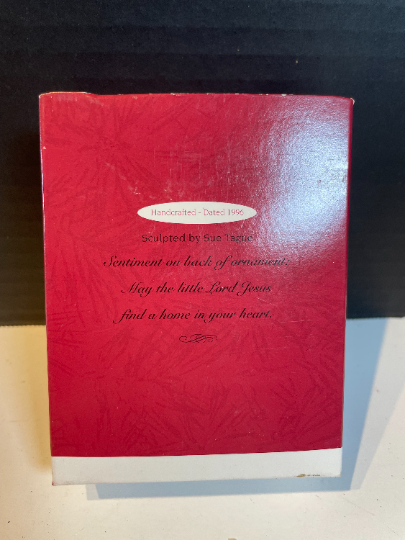 Handcrafted - Dated 1996
Sculpted by Sue Tague
Sentiment on back of ornament:
May the little Lord Jesus
find a home in your heart.